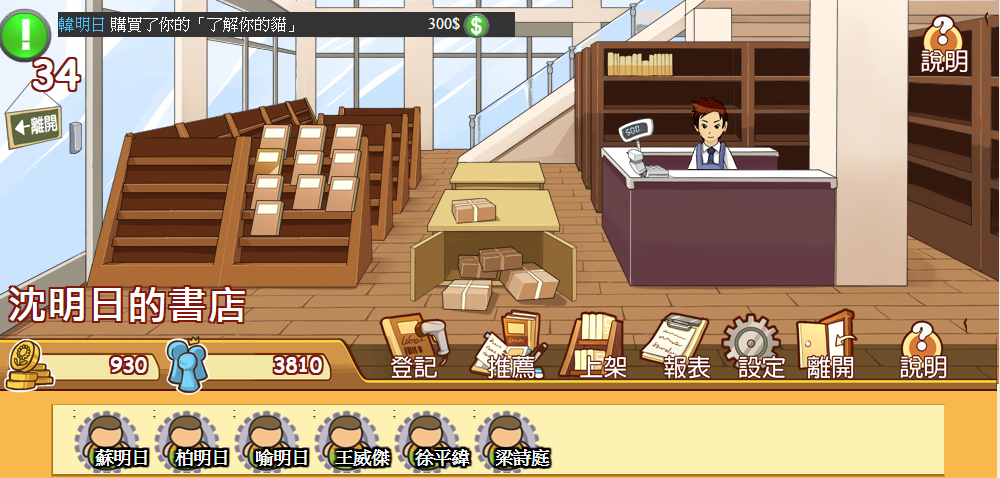 韓明日 購買了你的「了解你的貓」 300$
34
說明
離開
500
沈明日的書店
930 3810
登記 推薦 上架 報表 設定 離開 說明
蘇明日 柏明日 喻明日 王威傑 徐平緯 梁詩庭